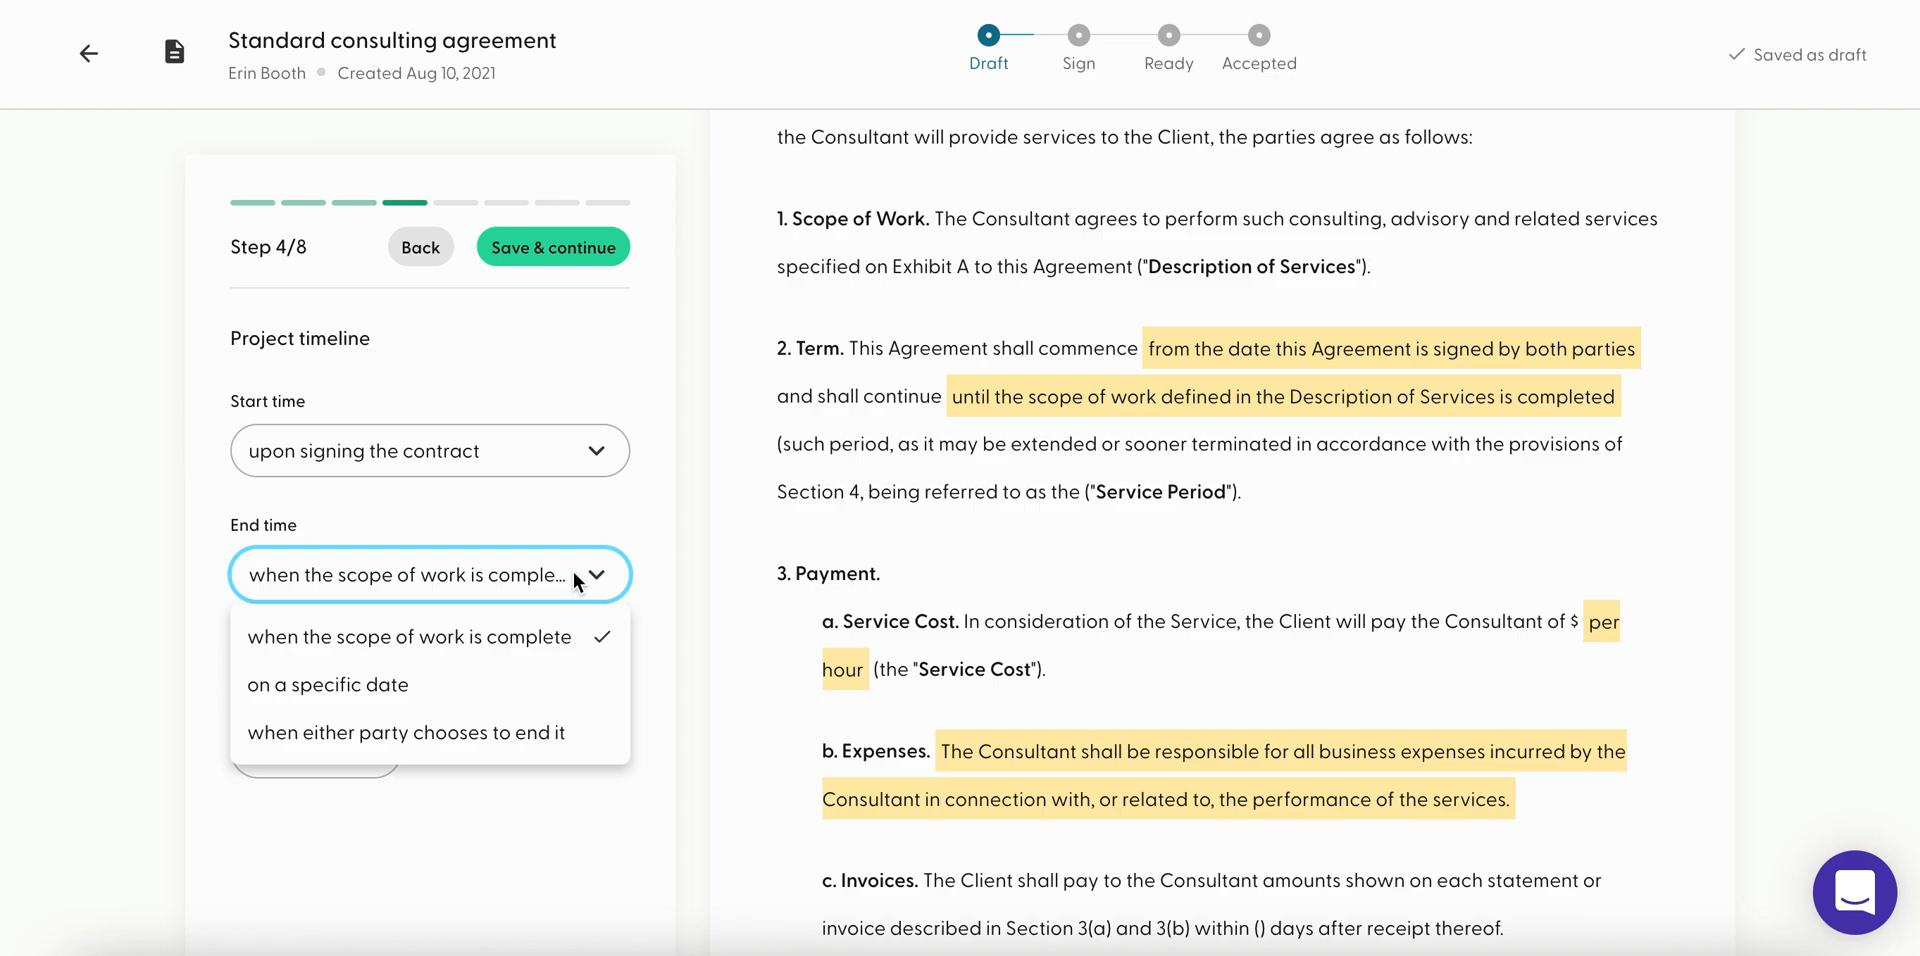 Standard consulting agreement
Erin Booth Created Aug 10, 2021
Draft
Sign
Ready
Accepted
Saved as draft
Step 4/8
Back
Save & continue
Project timeline
Start time
upon signing the contract
End time
when the scope of work is comple...
when the scope of work is complete
on a specific date
when either party chooses to end it
the Consultant will provide services to the Client, the parties agree as follows:
1. Scope of Work. The Consultant agrees to perform such consulting, advisory and related services
specified on Exhibit A to this Agreement ("Description of Services").
2. Term. This Agreement shall commence from the date this Agreement is signed by both parties
and shall continue until the scope of work defined in the Description of Services is completed
(such period, as it may be extended or sooner terminated in accordance with the provisions of
Section 4, being referred to as the ("Service Period").
3. Payment.
a. Service Cost. In consideration of the Service, the Client will pay the Consultant of $ per
hour (the "Service Cost").
b. Expenses. The Consultant shall be responsible for all business expenses incurred by the
Consultant in connection with, or related to, the performance of the services.
c. Invoices. The Client shall pay to the Consultant amounts shown on each statement or
invoice described in Section 3(a) and 3(b) within () days after receipt thereof.